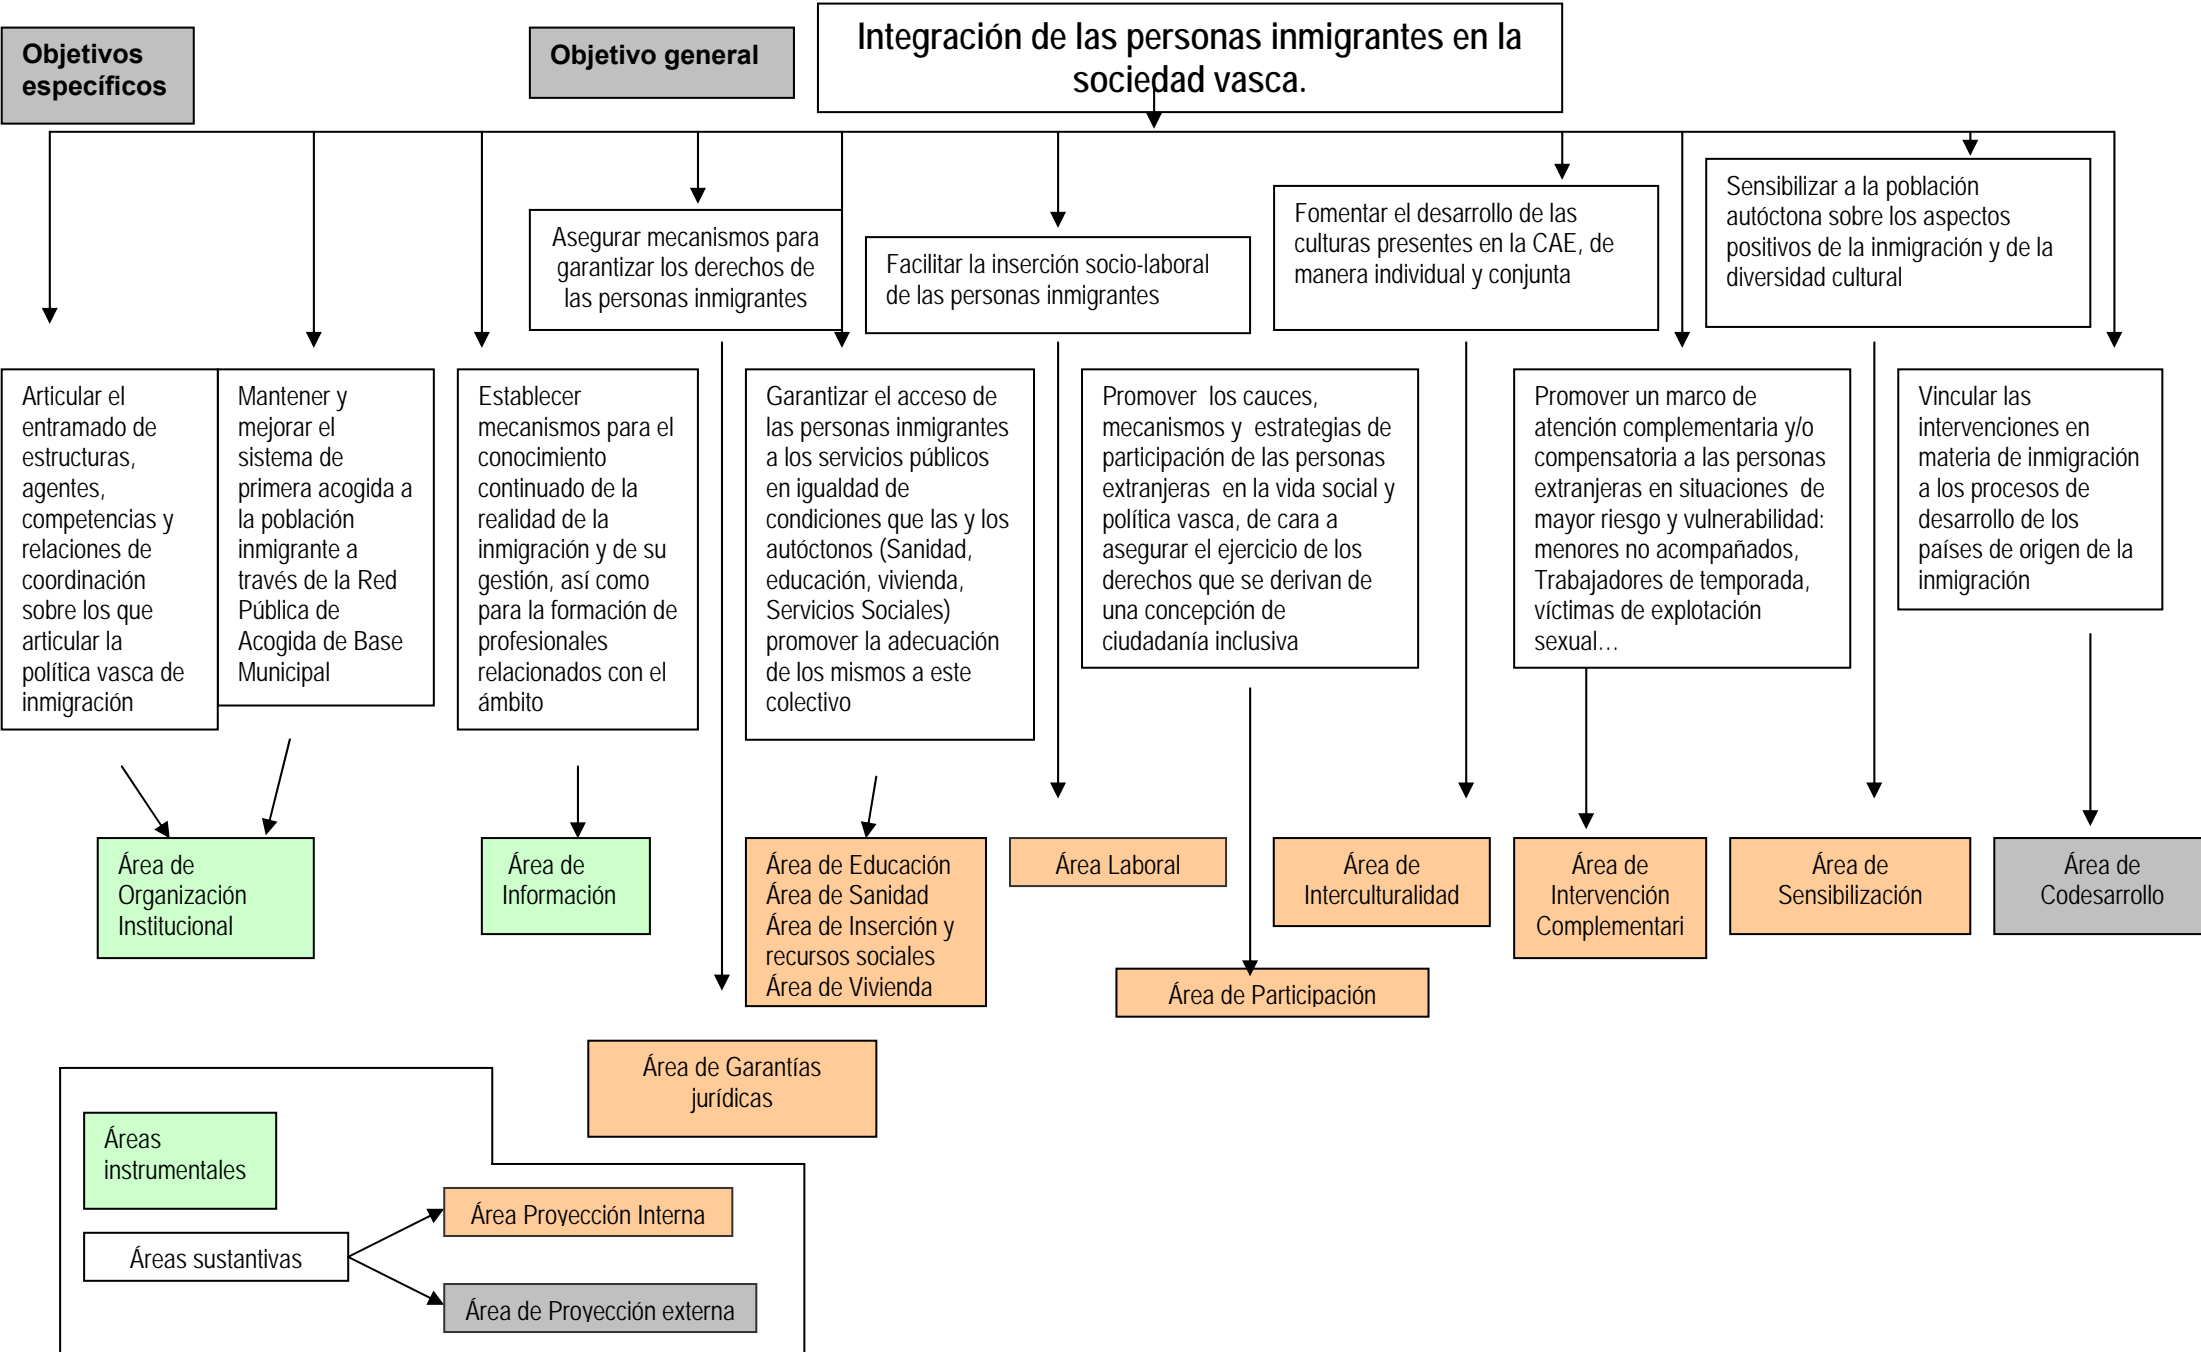 Objetivos
específicos
Objetivo general
Integración de las personas inmigrantes en la
sociedad vasca.
Asegurar mecanismos para
garantizar los derechos de
las personas inmigrantes
Facilitar la inserción socio-laboral
de las personas inmigrantes
Fomentar el desarrollo de las
culturas presentes en la CAE, de
manera individual y conjunta
Sensibilizar a la población
autóctona sobre los aspectos
positivos de la inmigración y de la
diversidad cultural
Articular el
entramado de
estructuras,
agentes,
competencias y
relaciones de
coordinación
sobre los que
articular la
política vasca de
inmigración
Mantener y
mejorar el
sistema de
primera acogida a
la población
inmigrante a
través de la Red
Pública de
Acogida de Base
Municipal
Establecer
mecanismos para el
conocimiento
continuado de la
realidad de la
inmigración y de su
gestión, así como
para la formación de
profesionales
relacionados con el
ámbito
Garantizar el acceso de
las personas inmigrantes
a los servicios públicos
en igualdad de
condiciones que las y los
autóctonos (Sanidad,
educación, vivienda,
Servicios Sociales)
promover la adecuación
de los mismos a este
colectivo
Promover los cauces,
mecanismos y estrategias de
participación de las personas
extranjeras en la vida social y
política vasca, de cara a
asegurar el ejercicio de los
derechos que se derivan de
una concepción de
ciudadanía inclusiva
Promover un marco de
atención complementaria y/o
compensatoria a las personas
extranjeras en situaciones de
mayor riesgo y vulnerabilidad:
menores no acompañados,
Trabajadores de temporada,
víctimas de explotación
sexual…
Vincular las
intervenciones en
materia de inmigración
a los procesos de
desarrollo de los
países de origen de la
inmigración
Área de
Organización
Institucional
Área de
Información
Área de Educación
Área de Sanidad
Área de Inserción y
recursos sociales
Área de Vivienda
Área Laboral
Área de
Interculturalidad
Área de
Intervención
Complementari
Área de
Sensibilización
Área de
Codesarrollo
Área de Participación
Área de Garantías
jurídicas
Áreas
instrumentales
Área Proyección Interna
Áreas sustantivas
Área de Proyección externa